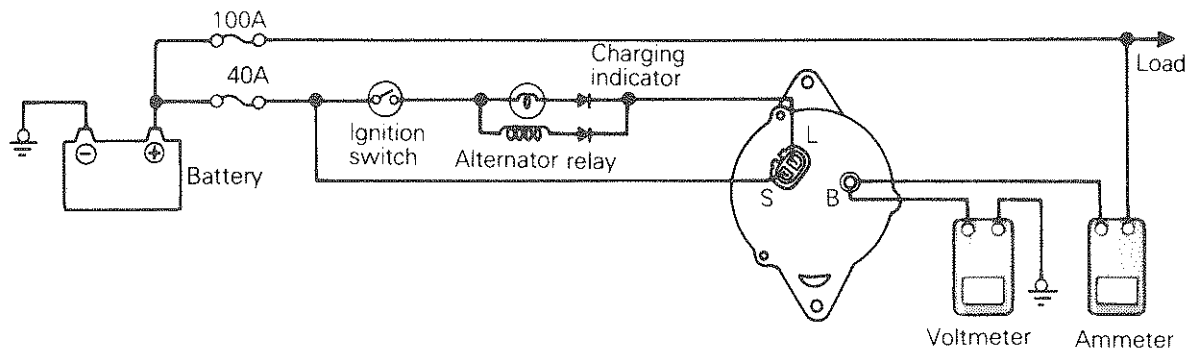 100A
Charging
indicator
Load
40A
Ignition
switch
Alternator relay
L
Battery
S
B
Voltmeter
Ammeter